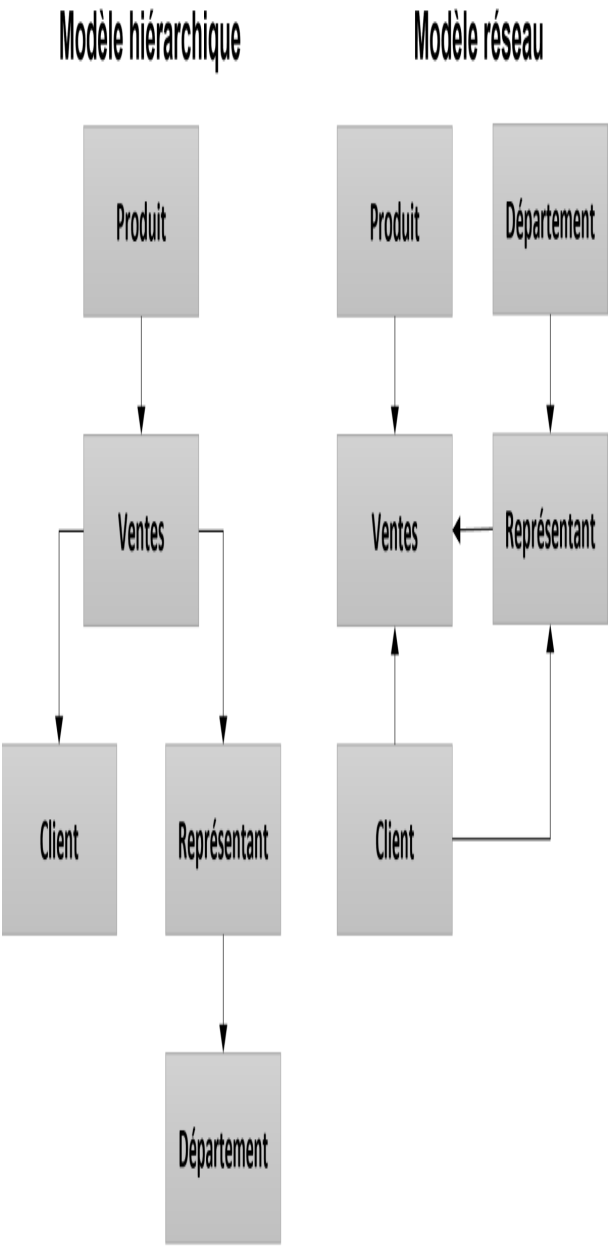 Modèle hiérarchique
Modèle réseau
Produit
Produit
Département
Ventes
Ventes
Représentant
Client
Représentant
Client
Département